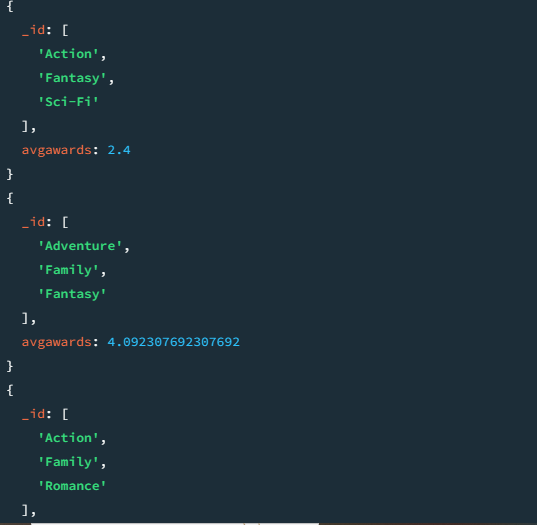 {
  _id: [
    'Action',
    'Fantasy',
    'Sci-Fi'
  ],
  avgawards: 2.4
}
{
  _id: [
    'Adventure',
    'Family',
    'Fantasy'
  ],
  avgawards: 4.092307692307692
}
{
  _id: [
    'Action',
    'Family',
    'Romance'
  ],